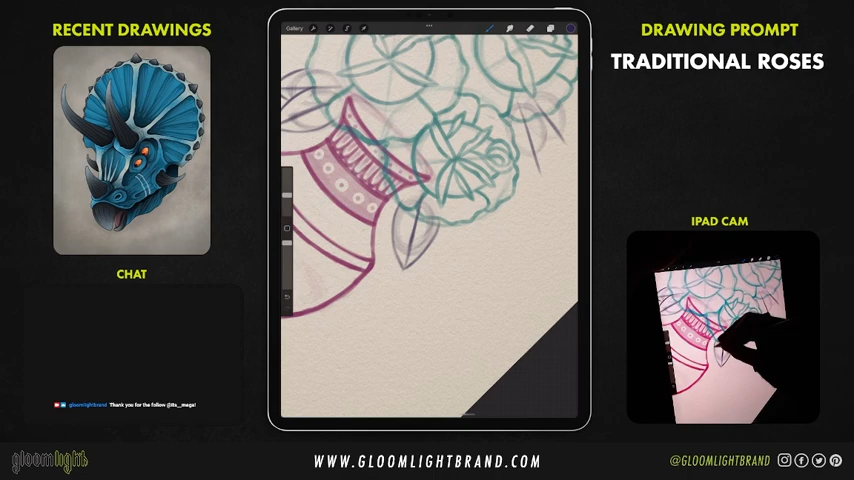 RECENT DRAWINGS
DRAWING PROMPT
TRADITIONAL ROSES
Gallery
IPAD CAM
CHAT
gloomlightbrand Thank you for the follow @its__mega!
gloomlight
WWW.GLOOMLIGHTBRAND.COM
@GLOOMLIGHTBRAND